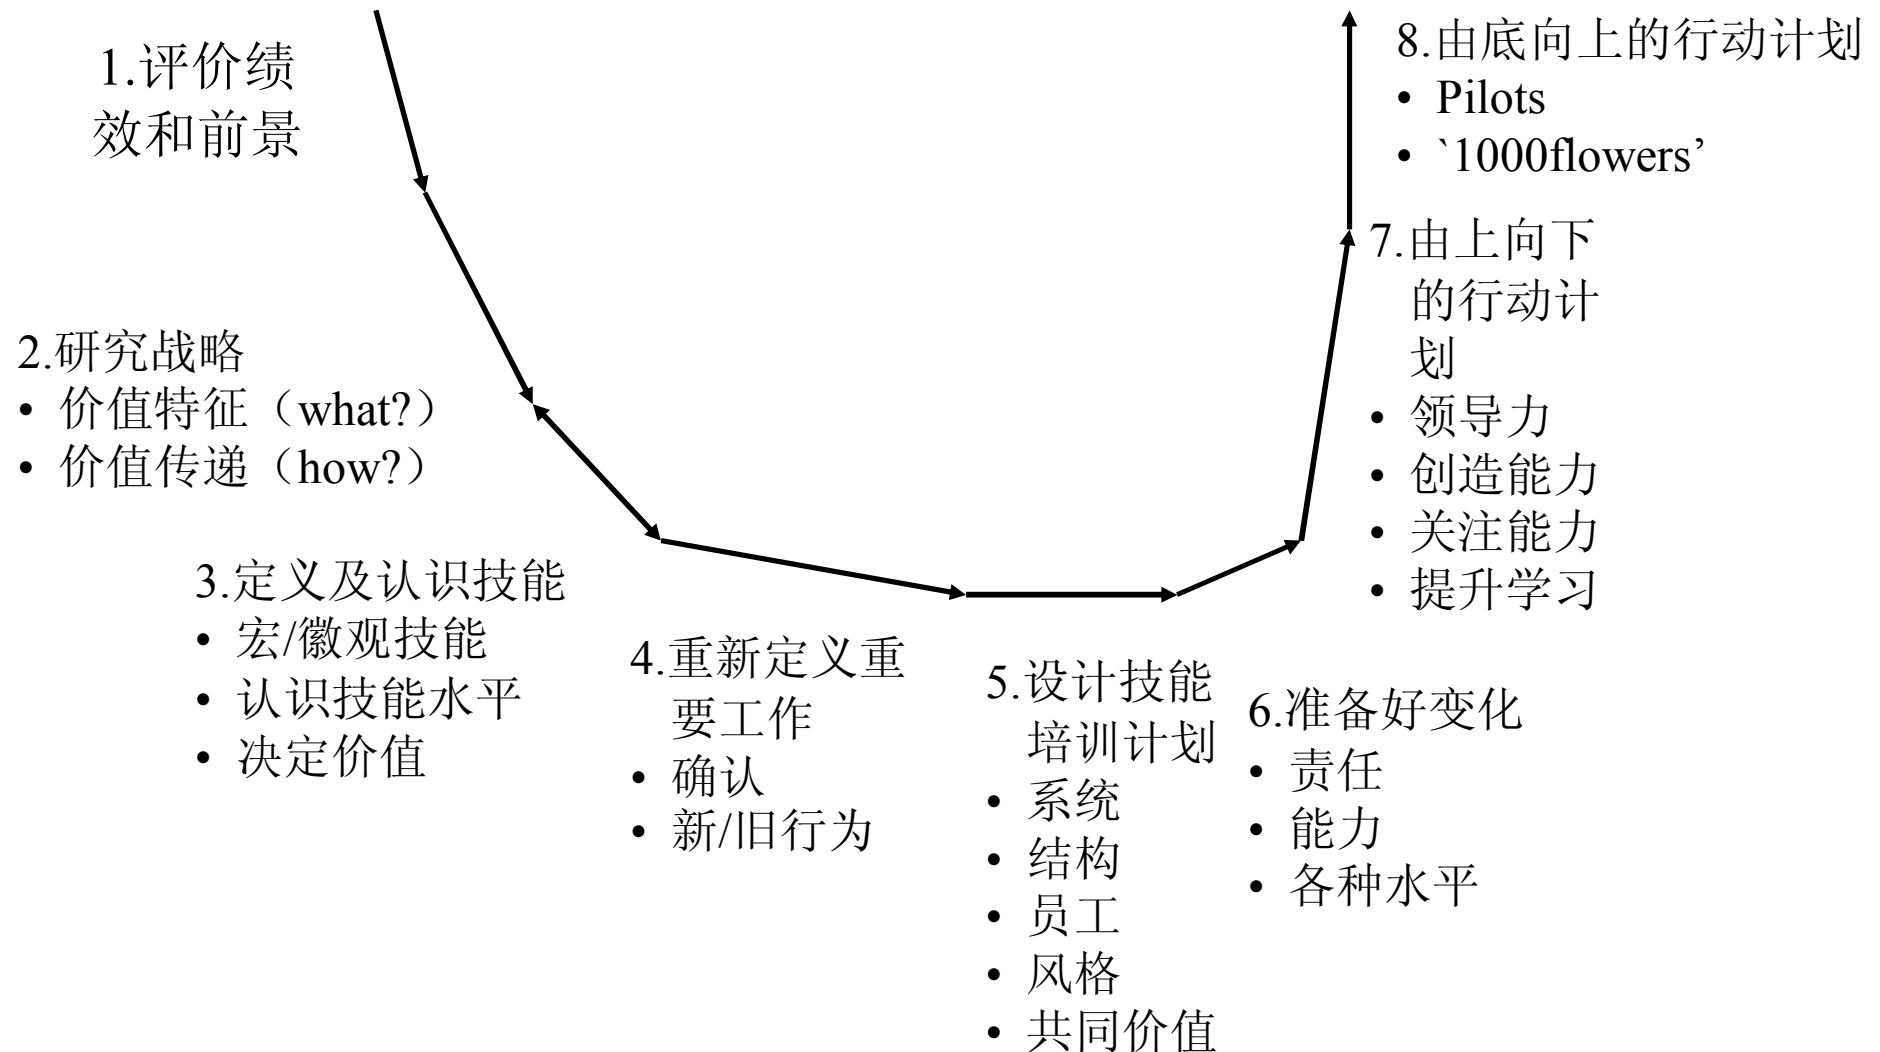 1.评价绩
效和前景
2.研究战略
• 价值特征（what?）
• 价值传递（how?）
3.定义及认识技能
• 宏/徽观技能
• 认识技能水平
• 决定价值
4.重新定义重
要工作
• 确认
• 新/旧行为
5.设计技能
培训计划
• 系统
• 结构
• 员工
• 风格
• 共同价值
6.准备好变化
• 责任
• 能力
• 各种水平
7.由上向下
的行动计
划
• 领导力
• 创造能力
• 关注能力
• 提升学习
8.由底向上的行动计划
• Pilots
• `1000flowers’